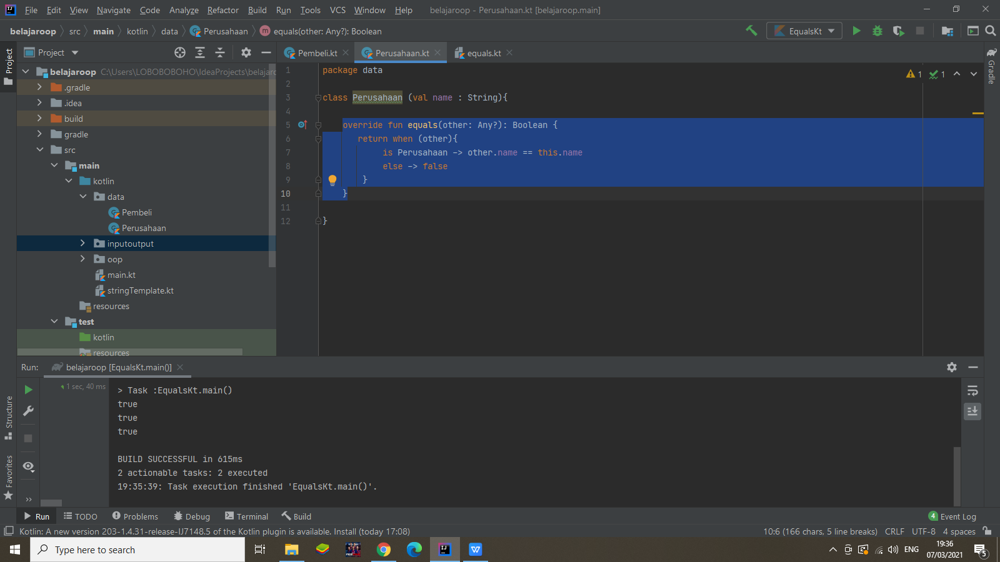 File Edit View Navigate Code Analyze Refactor Build Run Tools VCS Window Help belajaroop - Perusahaan.kt [belajaroop.main]
belajaroop src main kotlin data Perusahaan equals(other: Any?): Boolean EqualsKt
Project
Project
Pembeli.kt Perusahaan.kt equals.kt
Gradle
belajaroop C:\Users\LOBOBOBOHO\IdeaProjects\belajaro
.gradle
.idea
build
gradle
src
main
kotlin
data
Pembeli
Perusahaan
inputoutput
oop
main.kt
stringTemplate.kt
resources
test
kotlin
resources
1 package data
1 1
2
3 class Perusahaan (val name : String){
4
5 override fun equals(other: Any?): Boolean {
6 return when (other){
7 is Perusahaan -> other.name == this.name
8 else -> false
9 }
10 }
11
12 }
Run: belajaroop [EqualsKt.main()]
1 sec, 40 ms
> Task :EqualsKt.main()
true
true
true
BUILD SUCCESSFUL in 615ms
2 actionable tasks: 2 executed
19:35:39: Task execution finished 'EqualsKt.main()'.
Structure
Favorites
Run TODO Problems Debug Terminal Build 4 Event Log
Kotlin: A new version 203-1.4.31-release-IJ7148.5 of the Kotlin plugin is available. Install (today 17:08) 10:6 (166 chars, 5 line breaks) CRLF UTF-8 4 spaces
Type here to search
ENG
19:36
07/03/2021
5